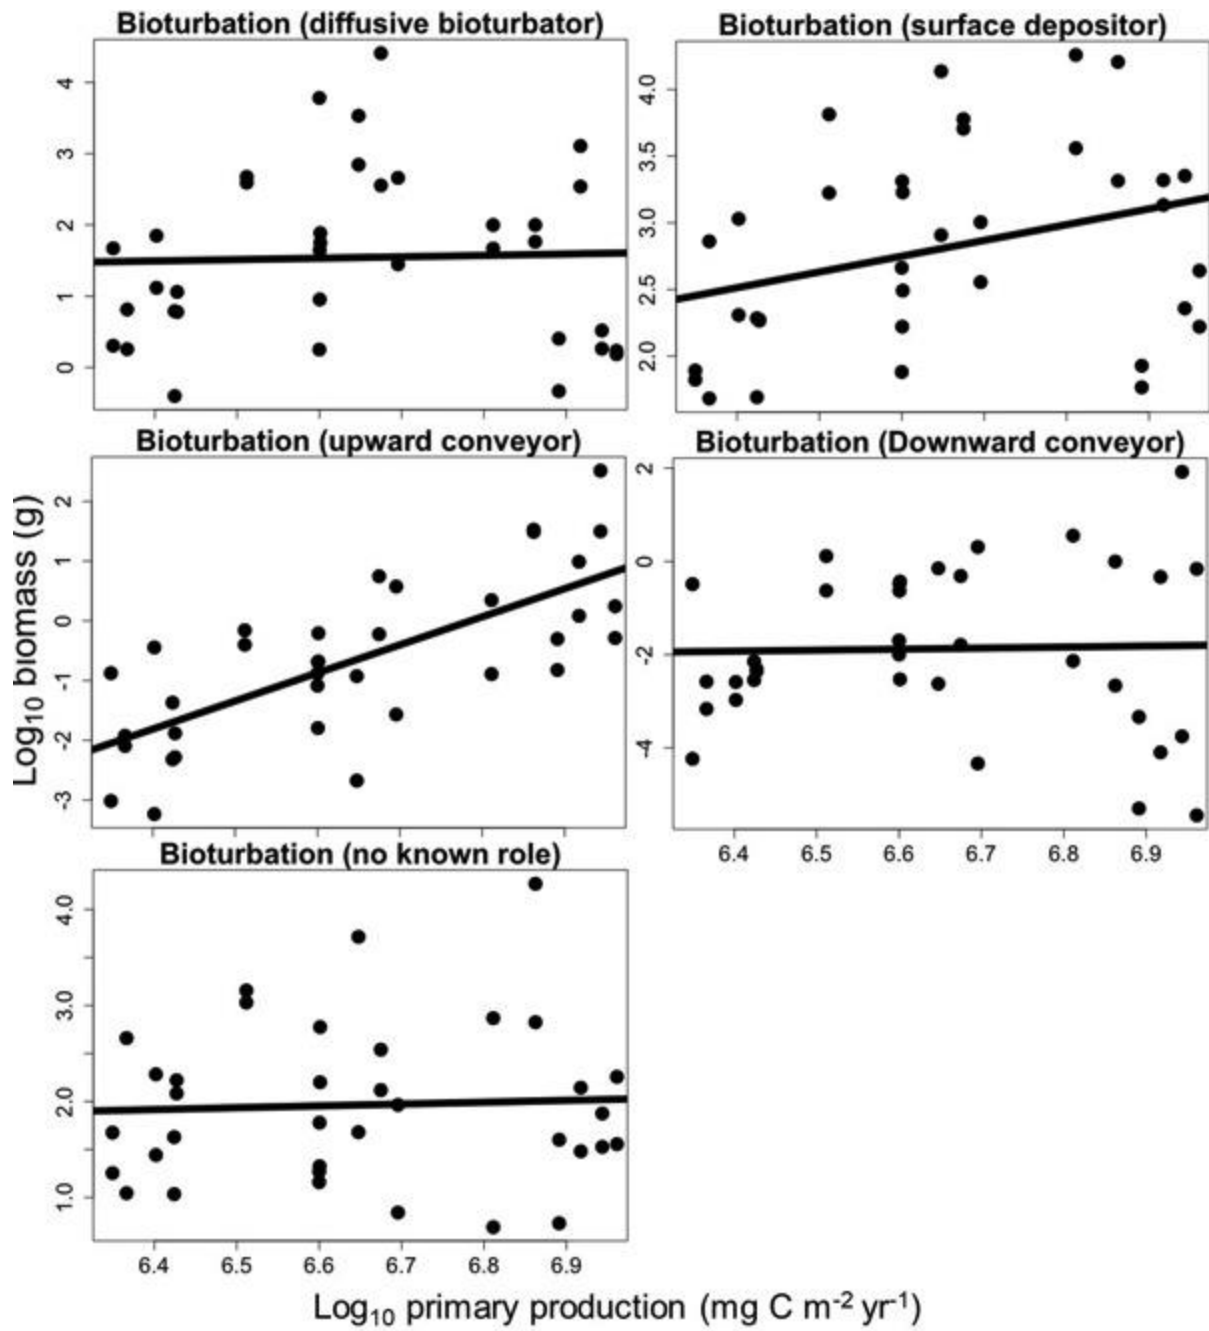 Bioturbation (diffusive bioturbator)
4
3
2
1
0
Bioturbation (surface depositor)
4.0
3.5
3.0
2.5
2.0
Bioturbation (upward conveyor)
2
1
0
-1
-2
-3
Bioturbation (Downward conveyor)
2
0
-2
-4
6.4 6.5 6.6 6.7 6.8 6.9
Log₁₀ biomass (g)
Bioturbation (no known role)
4.0
3.0
2.0
1.0
6.4 6.5 6.6 6.7 6.8 6.9
Log₁₀ primary production (mg C m⁻² yr⁻¹)